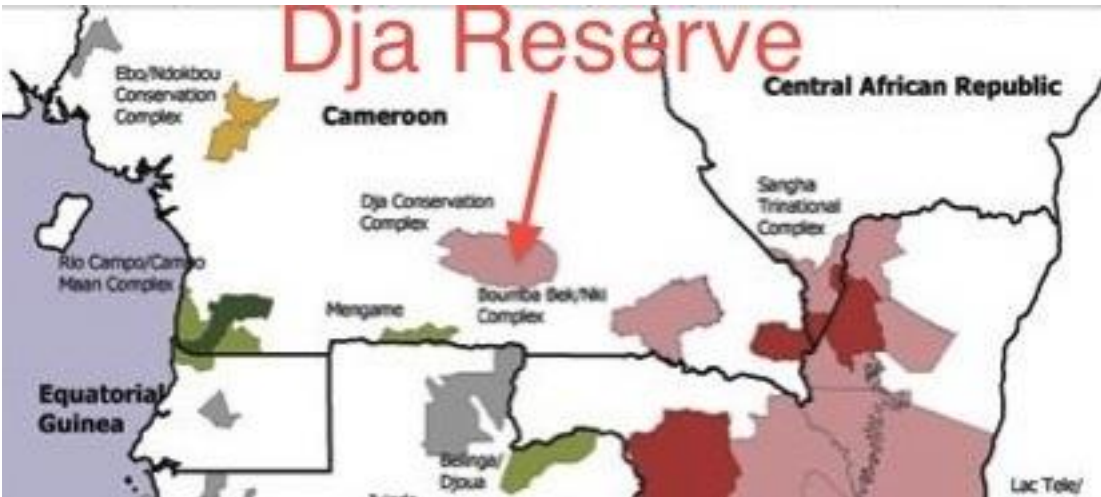 Dja Reserve
Ebo/Ndokbou
Conservation
Complex
Cameroon
Central African Republic
Dja Conservation
Complex
Sangha
Trinational
Complex
Rio Campo/Campo
Maan Complex
Mengame
Boumba Bek/Nki
Complex
Equatorial
Guinea
Belinga/
Djoua
Lac Tele/